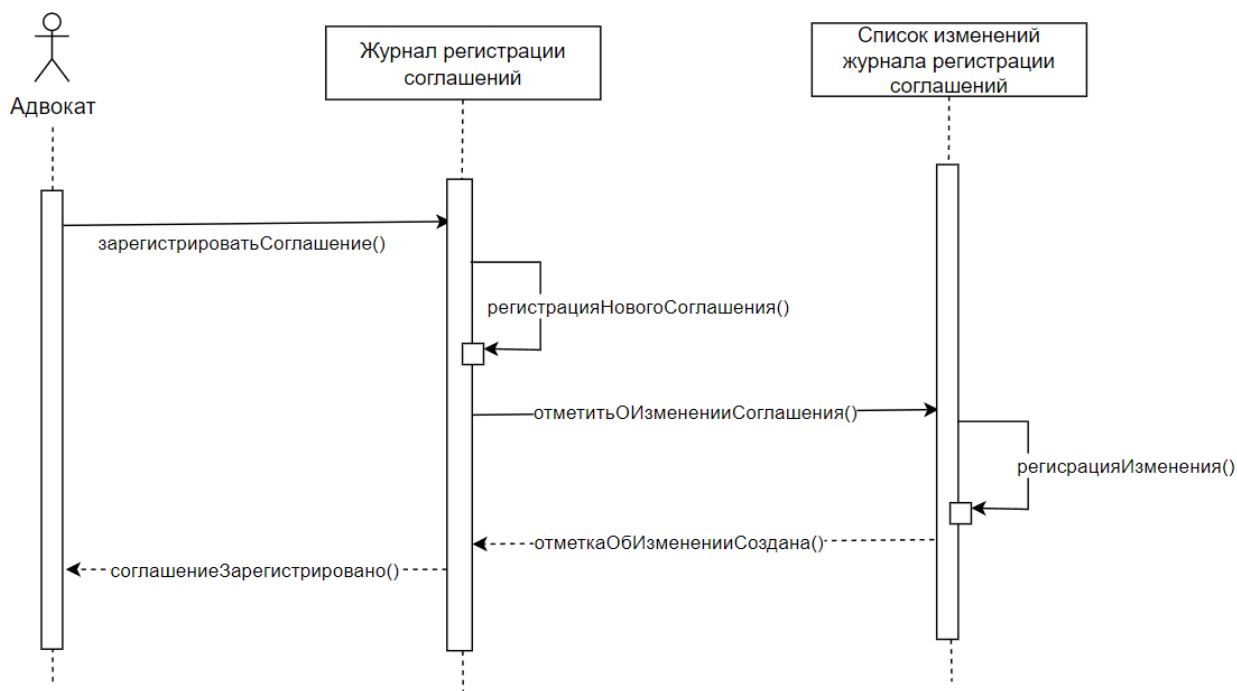 Адвокат
Журнал регистрации
соглашений
Список изменений
журнала регистрации
соглашений
зарегистрироватьСоглашение()
регистрацияНовогоСоглашения()
отметитьОИзмененииСоглашения()
регисрацияИзменения()
отметкаОбИзмененииСоздана()
соглашениеЗарегистрировано()